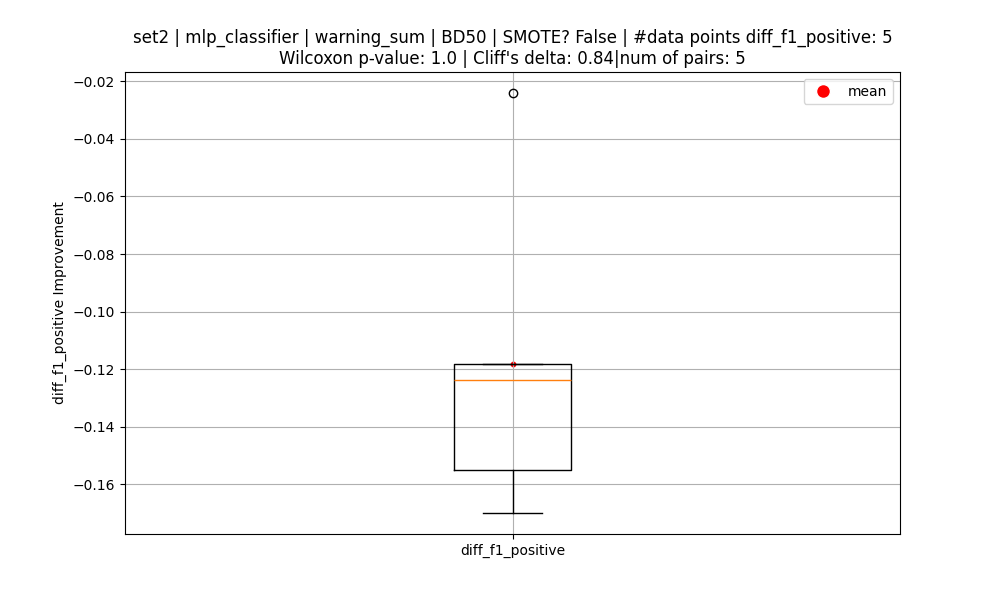 set2 | mlp_classifier | warning_sum | BD50 | SMOTE? False | #data points diff_f1_positive: 5
Wilcoxon p-value: 1.0 | Cliff's delta: 0.84|num of pairs: 5
mean
−0.02
−0.04
−0.06
−0.08
−0.10
−0.12
−0.14
−0.16
diff_f1_positive Improvement
diff_f1_positive